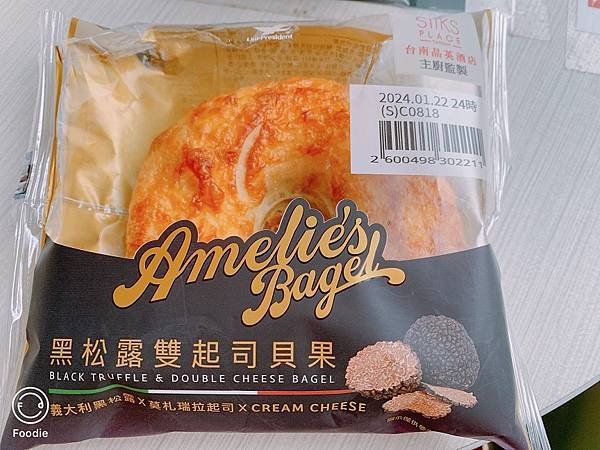 Uni-President
SILKS
PLACE
台南晶英酒店
主廚監製
2024.01.22 24時
(S)C0818
2 600498 302211
Amelie's
Bagel
黑松露雙起司貝果
BLACK TRUFFLE & DOUBLE CHEESE BAGEL
義大利黑松露×莫札瑞拉起司×CREAM CHEESE
Foodie